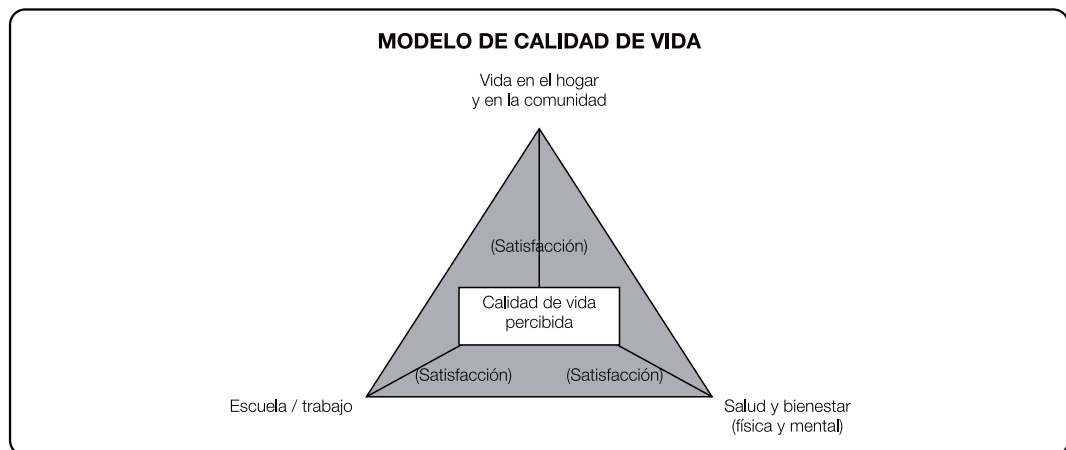 MODELO DE CALIDAD DE VIDA
Vida en el hogar
y en la comunidad
(Satisfacción)
Calidad de vida
percibida
(Satisfacción)
(Satisfacción)
Escuela / trabajo
Salud y bienestar
(física y mental)